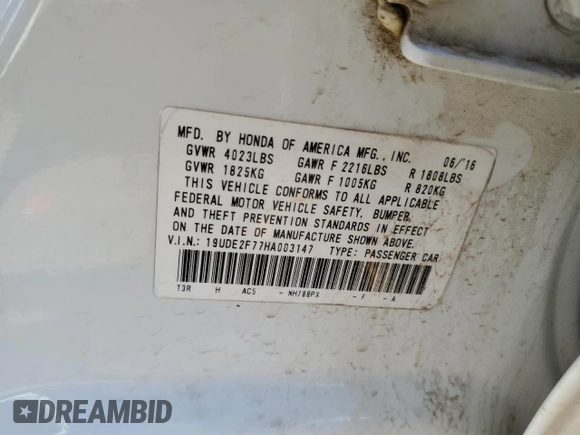 MFD. BY HONDA OF AMERICA MFG., INC. 06/16
GVWR 4023LBS GAWR F 2216LBS R 1808LBS
GVWR 1825KG GAWR F 1005KG R 820KG
THIS VEHICLE CONFORMS TO ALL APPLICABLE
FEDERAL MOTOR VEHICLE SAFETY, BUMPER,
AND THEFT PREVENTION STANDARDS IN EFFECT
ON THE DATE OF MANUFACTURE SHOWN ABOVE.
V.I.N.: 19UDE2F77HA003147 TYPE: PASSENGER CAR
T3R H AC5 - NH788PX - F - A
DREAMBID